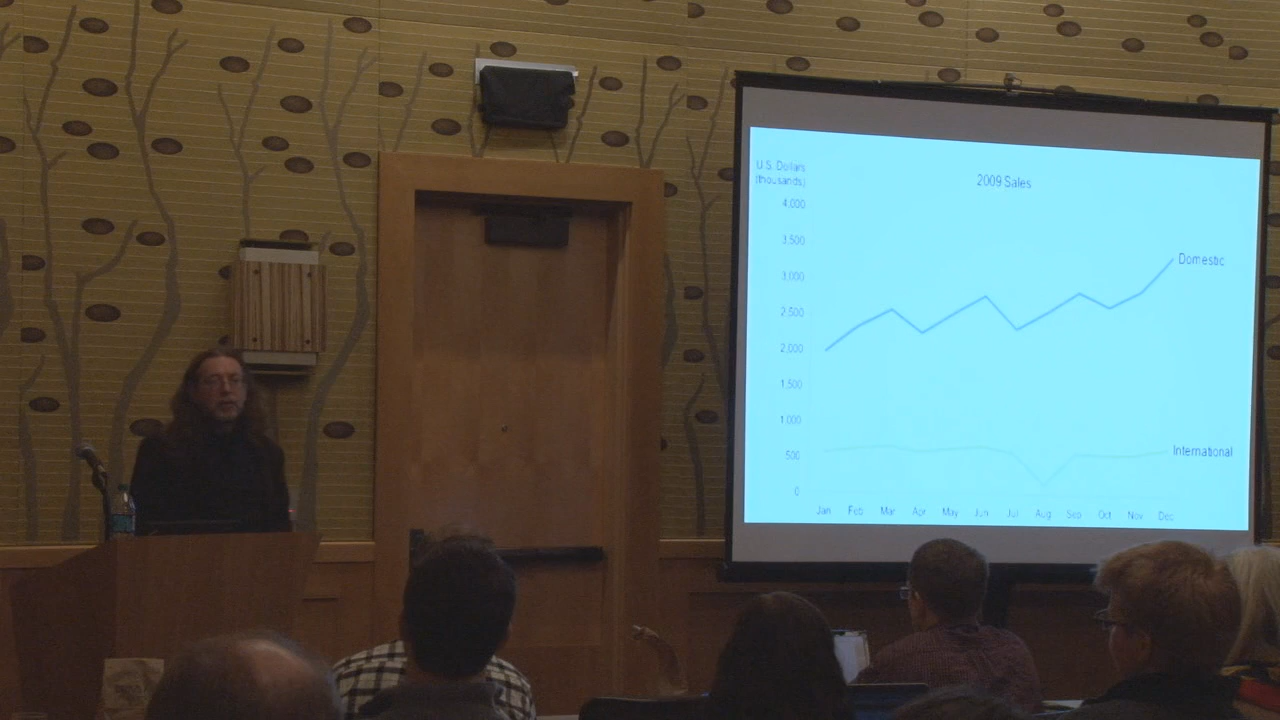 U.S. Dollars
(thousands)
2009 Sales
4,000
3,500
3,000
2,500
2,000
1,500
1,000
500
0
Domestic
International
Jan Feb Mar Apr May Jun Jul Aug Sep Oct Nov Dec